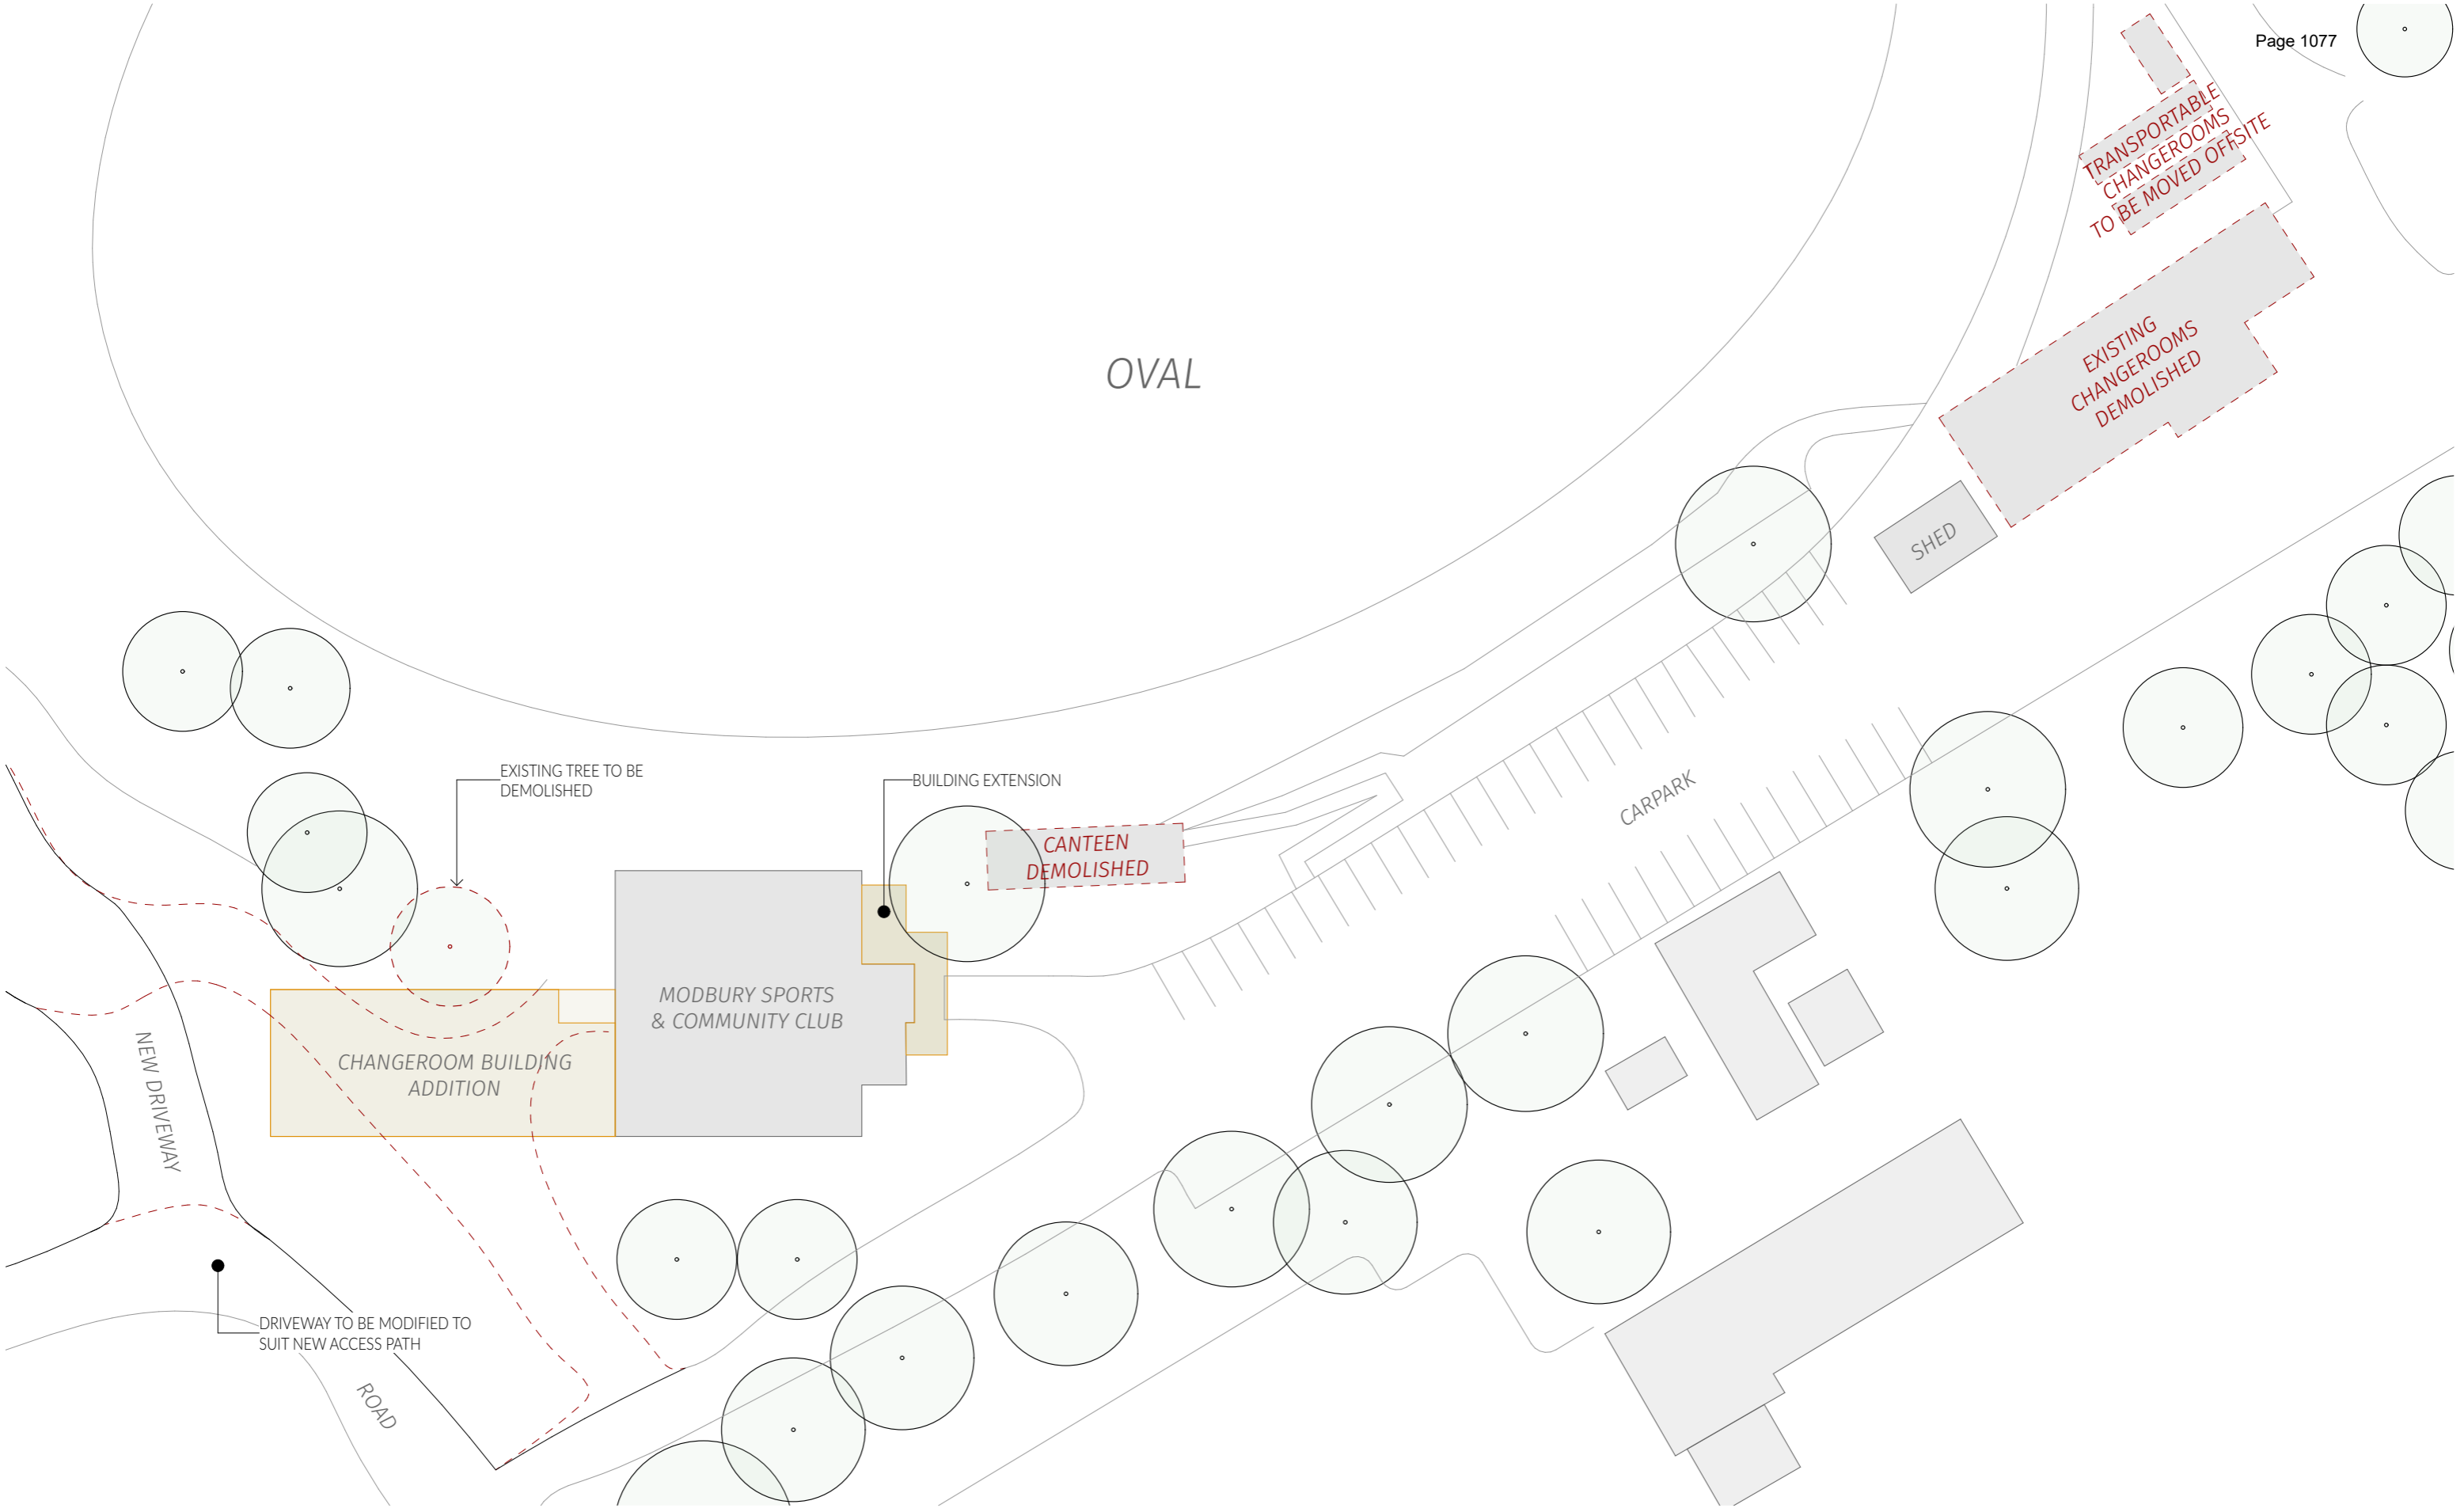 Page 1077
TRANSPORTABLE
CHANGEROOMS
TO BE MOVED OFFSITE
EXISTING
CHANGEROOMS
DEMOLISHED
OVAL
SHED
EXISTING TREE TO BE
DEMOLISHED
BUILDING EXTENSION
CARPARK
CANTEEN
DEMOLISHED
MODBURY SPORTS
& COMMUNITY CLUB
CHANGEROOM BUILDING
ADDITION
NEW DRIVEWAY
DRIVEWAY TO BE MODIFIED TO
SUIT NEW ACCESS PATH
ROAD